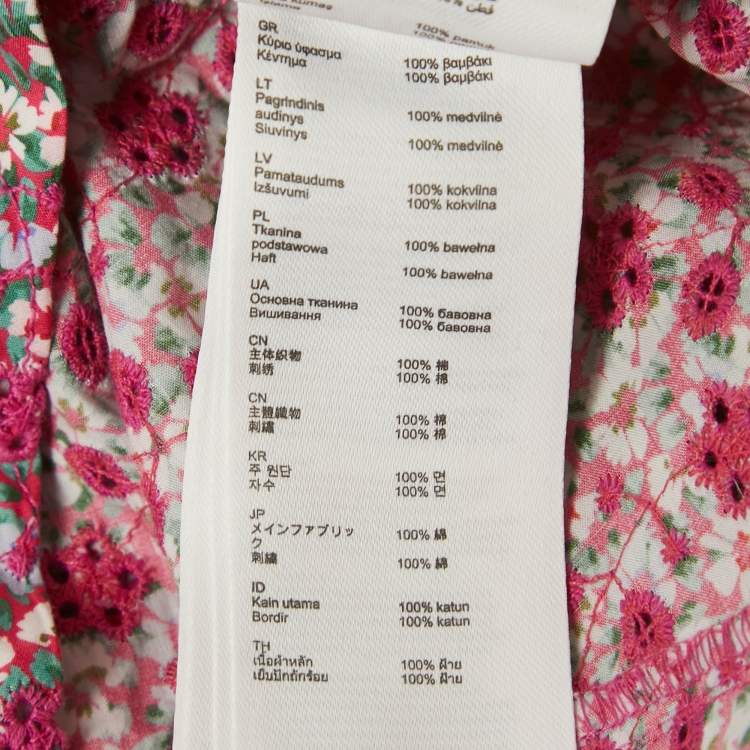 100% pamuk
GR
Κύριο ύφασμα 100% βαμβάκι
Κέντημα 100% βαμβάκι
LT
Pagrindinis
audinys 100% medvilnė
Siuvinys 100% medvilnė
LV
Pamataudums 100% kokvilna
Izšuvumi 100% kokvilna
PL
Tkanina
podstawowa 100% bawełna
Haft 100% bawełna
UA
Основна тканина 100% бавовна
Вишивання 100% бавовна
CN
主体织物 100% 棉
刺绣 100% 棉
CN
主體織物 100% 棉
刺繡 100% 棉
KR
주 원단 100% 면
자수 100% 면
JP
メインファブリッ
ク 100% 綿
刺繍 100% 綿
ID
Kain utama 100% katun
Bordir 100% katun
TH
เนื้อผ้าหลัก 100% ฝ้าย
เย็บปักถักร้อย 100% ฝ้าย